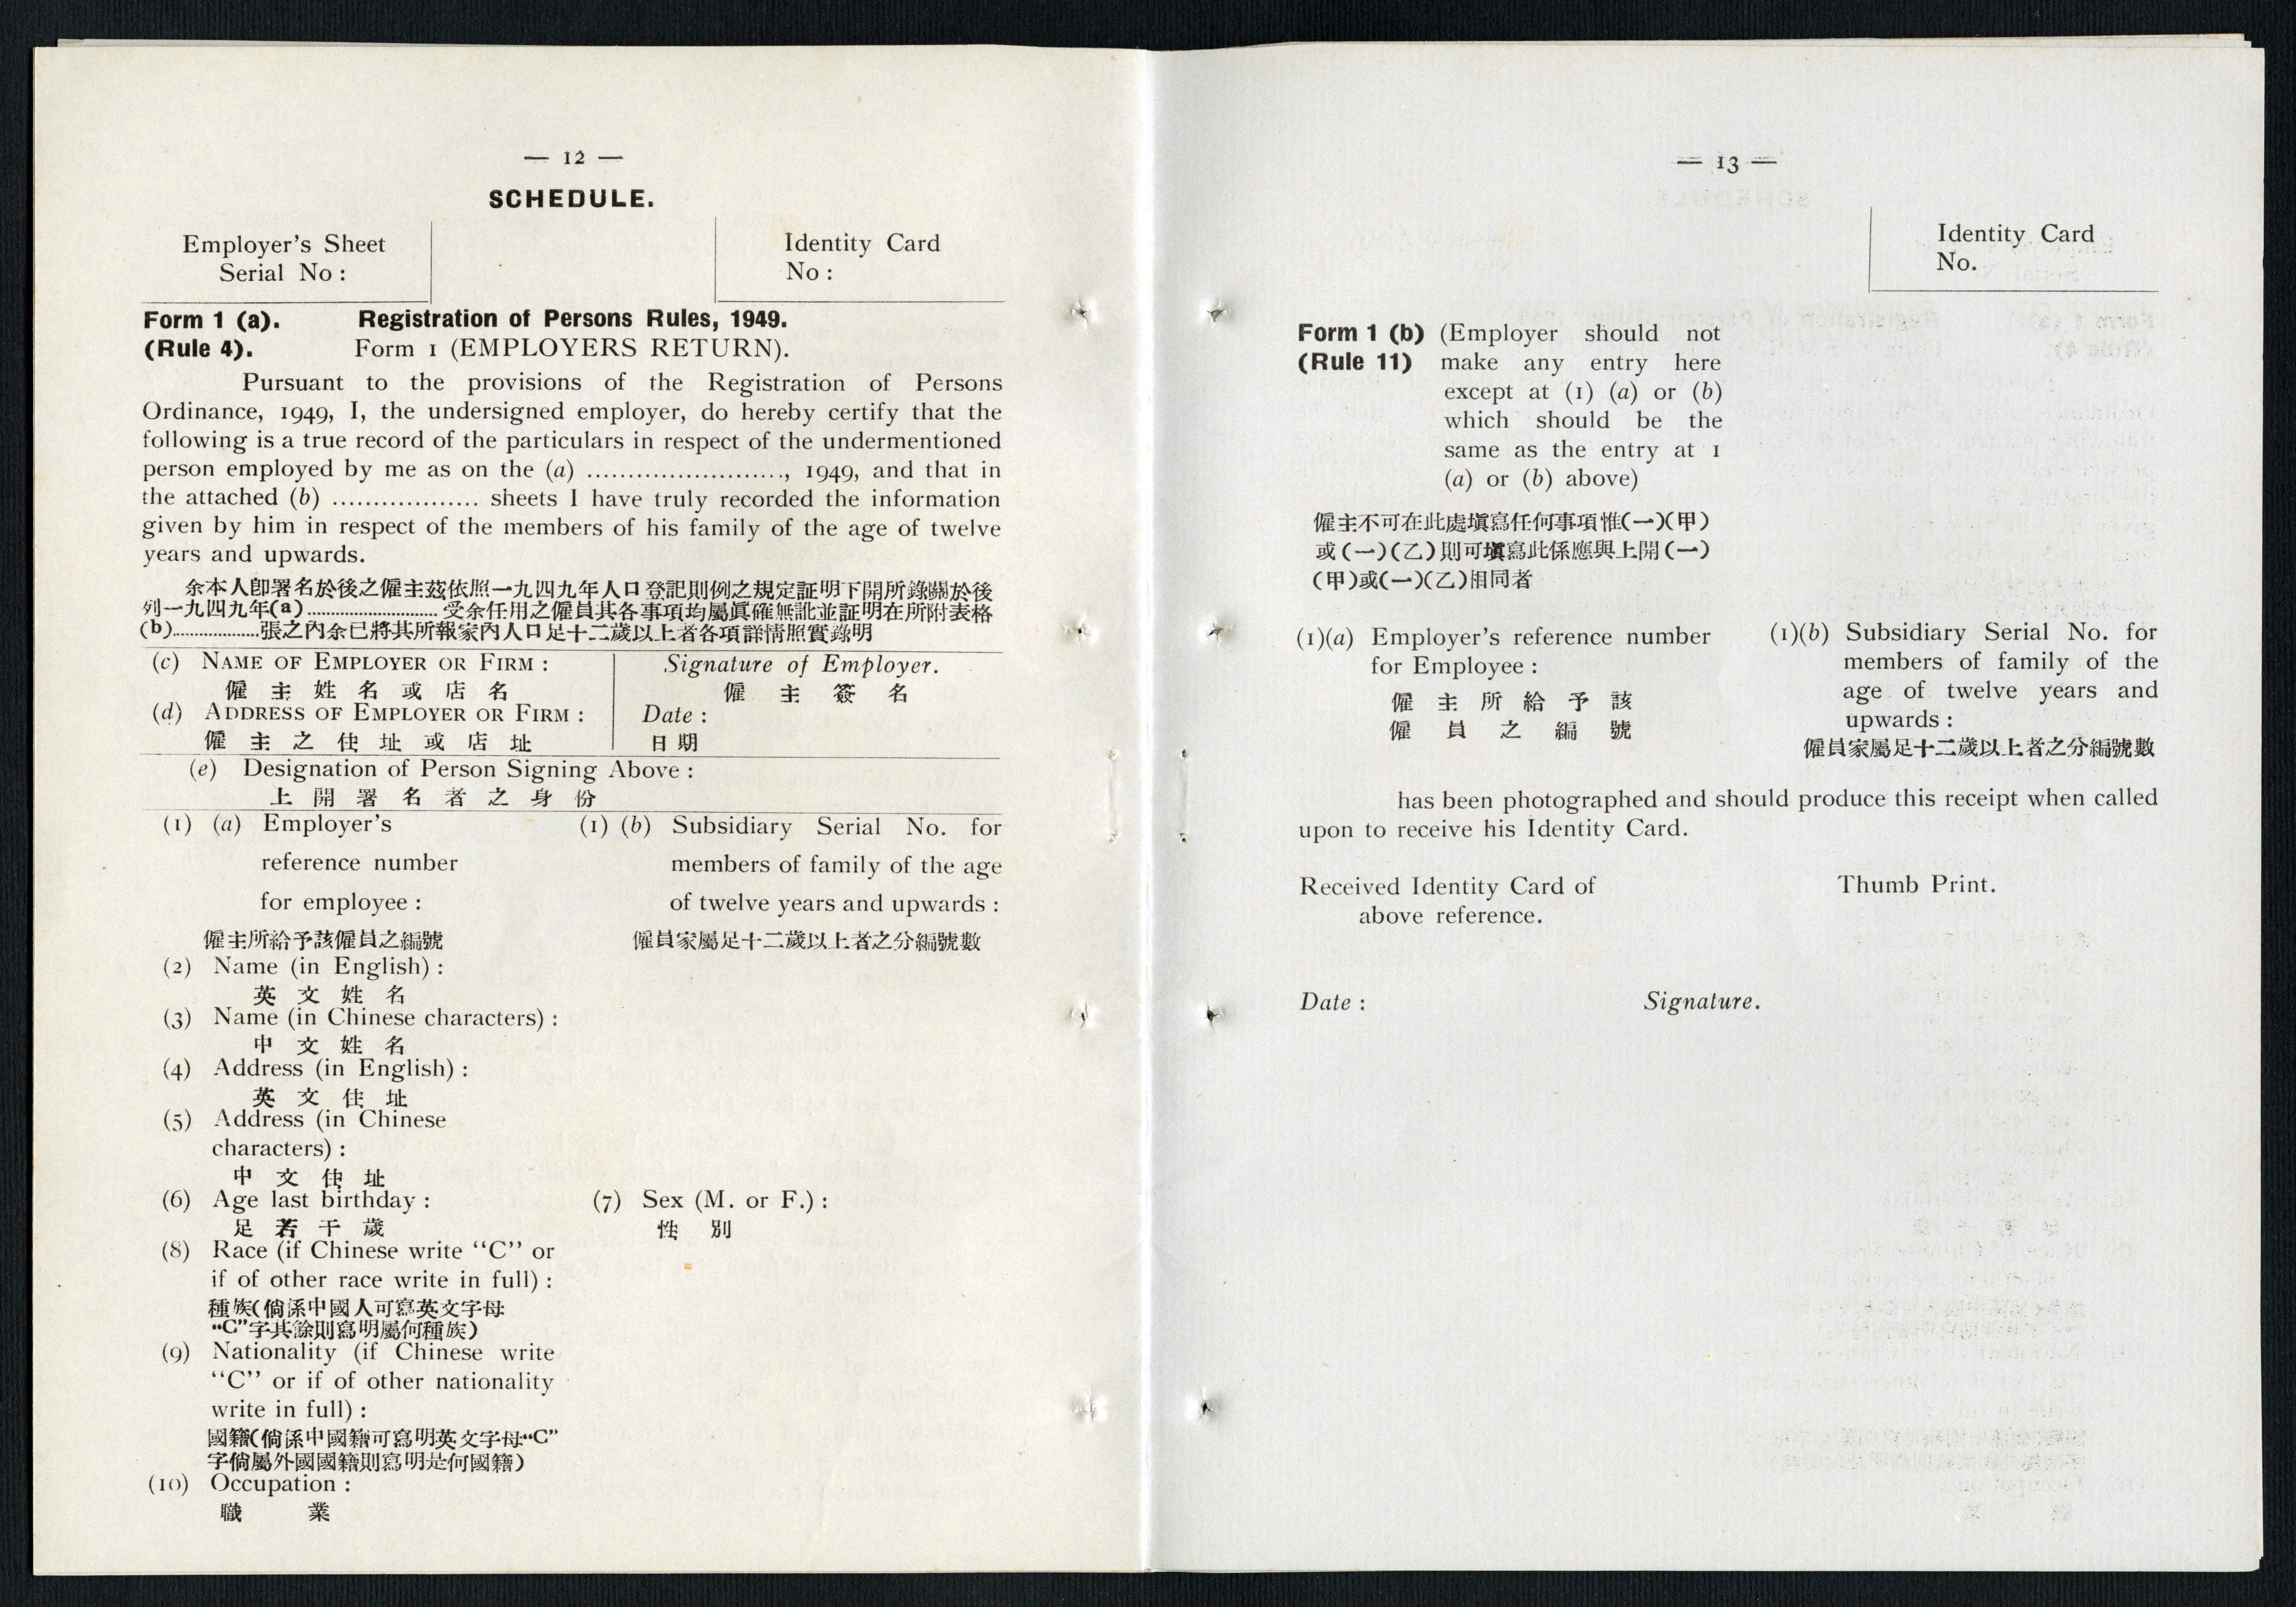 — 12 —
SCHEDULE.
Employer's Sheet
Serial No :
Identity Card
No :
Form 1 (a). Registration of Persons Rules, 1949.
(Rule 4). Form 1 (EMPLOYERS RETURN).
Pursuant to the provisions of the Registration of Persons
Ordinance, 1949, I, the undersigned employer, do hereby certify that the
following is a true record of the particulars in respect of the undermentioned
person employed by me as on the (a) ........................, 1949, and that in
the attached (b) .................. sheets I have truly recorded the information
given by him in respect of the members of his family of the age of twelve
years and upwards.
余本人卽署名於後之僱主茲依照一九四九年人口登記則例之規定証明下開所錄關於後
列一九四九年(a)............................受余任用之僱員其各事項均屬眞確無訛並証明在所附表格
(b)..................張之內余已將其所報家內人口足十二歲以上者各項詳情照實錄明
(c) NAME OF EMPLOYER OR FIRM :
僱主姓名或店名
(d) ADDRESS OF EMPLOYER OR FIRM :
僱主之住址或店址
Signature of Employer.
僱主簽名
Date :
日期
(e) Designation of Person Signing Above :
上開署名者之身份
(1) (a) Employer's
reference number
for employee :
僱主所給予該僱員之編號
(1) (b) Subsidiary Serial No. for
members of family of the age
of twelve years and upwards :
僱員家屬足十二歲以上者之分編號數
(2) Name (in English) :
英文姓名
(3) Name (in Chinese characters) :
中文姓名
(4) Address (in English) :
英文住址
(5) Address (in Chinese
characters) :
中文住址
(6) Age last birthday :
足若干歲
(7) Sex (M. or F.) :
性別
(8) Race (if Chinese write "C" or
if of other race write in full) :
種族(倘係中國人可寫英文字母
"C"字其餘則寫明屬何種族)
(9) Nationality (if Chinese write
"C" or if of other nationality
write in full) :
國籍(倘係中國籍可寫明英文字母"C"
字倘屬外國國籍則寫明是何國籍)
(10) Occupation :
職業
— 13 —
Identity Card
No.
Form 1 (b) (Employer should not
(Rule 11) make any entry here
except at (1) (a) or (b)
which should be the
same as the entry at 1
(a) or (b) above)
僱主不可在此處塡寫任何事項惟(一)(甲)
或(一)(乙)則可塡寫此係應與上開(一)
(甲)或(一)(乙)相同者
(1)(a) Employer's reference number
for Employee :
僱主所給予該
僱員之編號
(1)(b) Subsidiary Serial No. for
members of family of the
age of twelve years and
upwards :
僱員家屬足十二歲以上者之分編號數
has been photographed and should produce this receipt when called
upon to receive his Identity Card.
Received Identity Card of
above reference.
Thumb Print.
Date :
Signature.